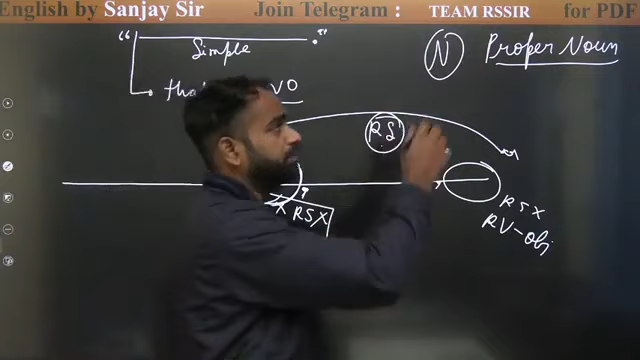 English by Sanjay Sir Join Telegram : TEAM RSSIR for PDF
" Simple "
N Proper Noun
VO
RS'
RSX
RSX
RV-Obj